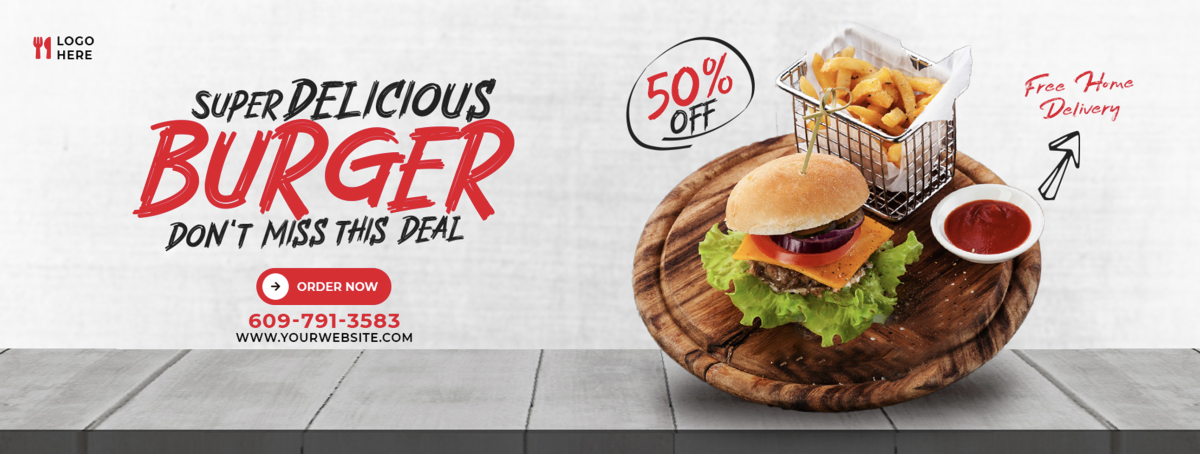 LOGO
HERE
SUPER DELICIOUS
BURGER
DON'T MISS THIS DEAL
ORDER NOW
609-791-3583
WWW.YOURWEBSITE.COM
50%
OFF
Free Home
Delivery